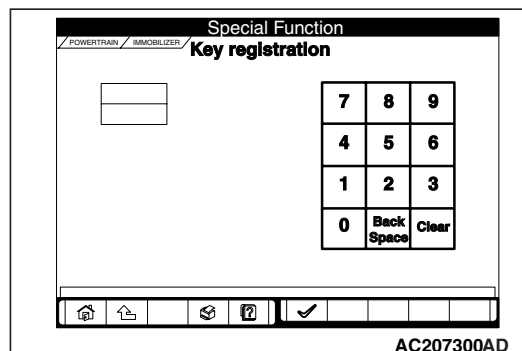 Special Function
POWERTRAIN IMMOBILIZER Key registration
7 8 9
4 5 6
1 2 3
0 Back Space Clear
AC207300AD